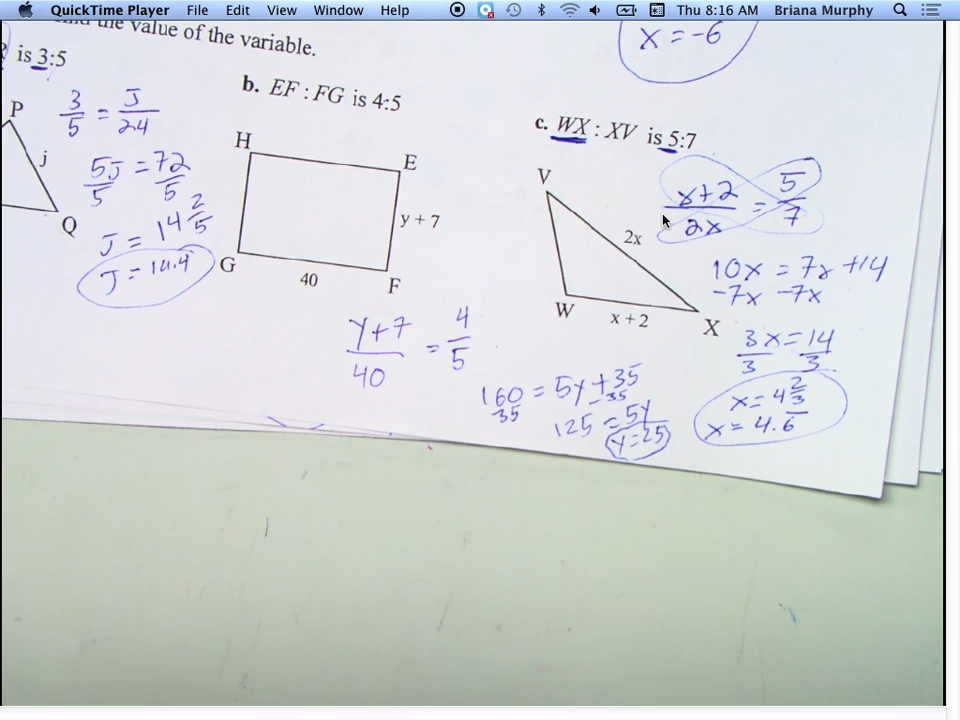 QuickTime Player File Edit View Window Help Thu 8:16 AM Briana Murphy
the value of the variable.
x = -6
is 3:5
3/5 = J/24
5J/5 = 72/5
J = 14 2/5
J = 14.4
P
j
Q
b. EF : FG is 4:5
H
E
y + 7
G
40
F
y+7/40 = 4/5
160 = 5y + 35
35 -35
125 = 5y
y = 25
c. WX : XV is 5:7
V
2x
W
x + 2
X
x+2/2x = 5/7
10x = 7x + 14
-7x -7x
3x/3 = 14/3
x = 4 2/3
x = 4.6̅